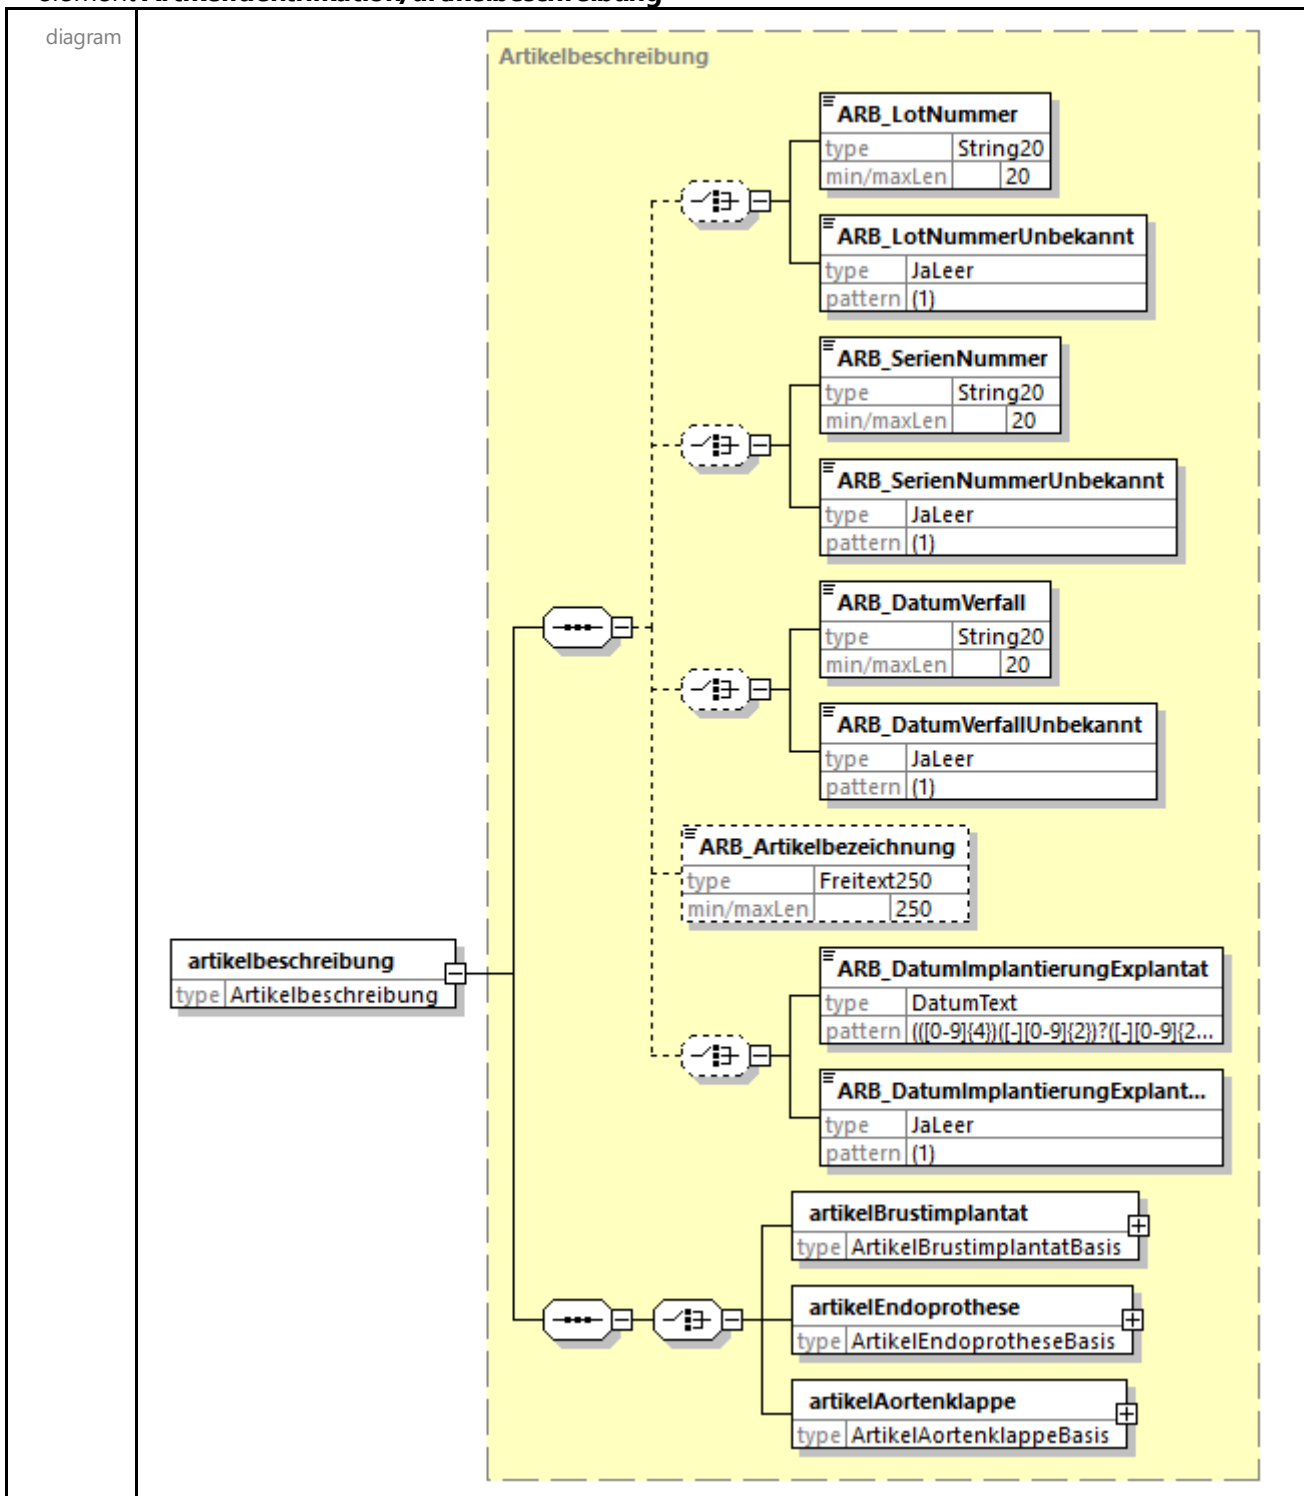 diagram
Artikelbeschreibung
ARB_LotNummer
type String20
min/maxLen 20
ARB_LotNummerUnbekannt
type JaLeer
pattern (1)
ARB_SerienNummer
type String20
min/maxLen 20
ARB_SerienNummerUnbekannt
type JaLeer
pattern (1)
ARB_DatumVerfall
type String20
min/maxLen 20
ARB_DatumVerfallUnbekannt
type JaLeer
pattern (1)
ARB_Artikelbezeichnung
type Freitext250
min/maxLen 250
artikelbeschreibung
type Artikelbeschreibung
ARB_DatumImplantierungExplantat
type DatumText
pattern (([0-9]{4})([-][0-9]{2})?([-][0-9]{2...
ARB_DatumImplantierungExplant...
type JaLeer
pattern (1)
artikelBrustimplantat
type ArtikelBrustimplantatBasis
artikelEndoprothese
type ArtikelEndoprotheseBasis
artikelAortenklappe
type ArtikelAortenklappeBasis